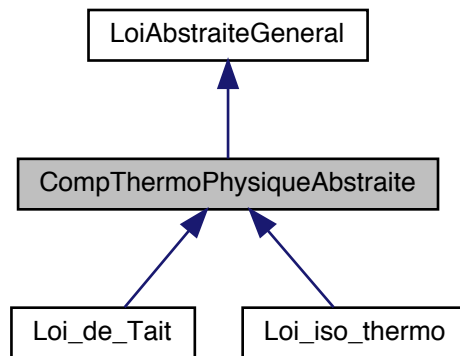 LoiAbstraiteGeneral
CompThermoPhysiqueAbstraite
Loi_de_Tait
Loi_iso_thermo